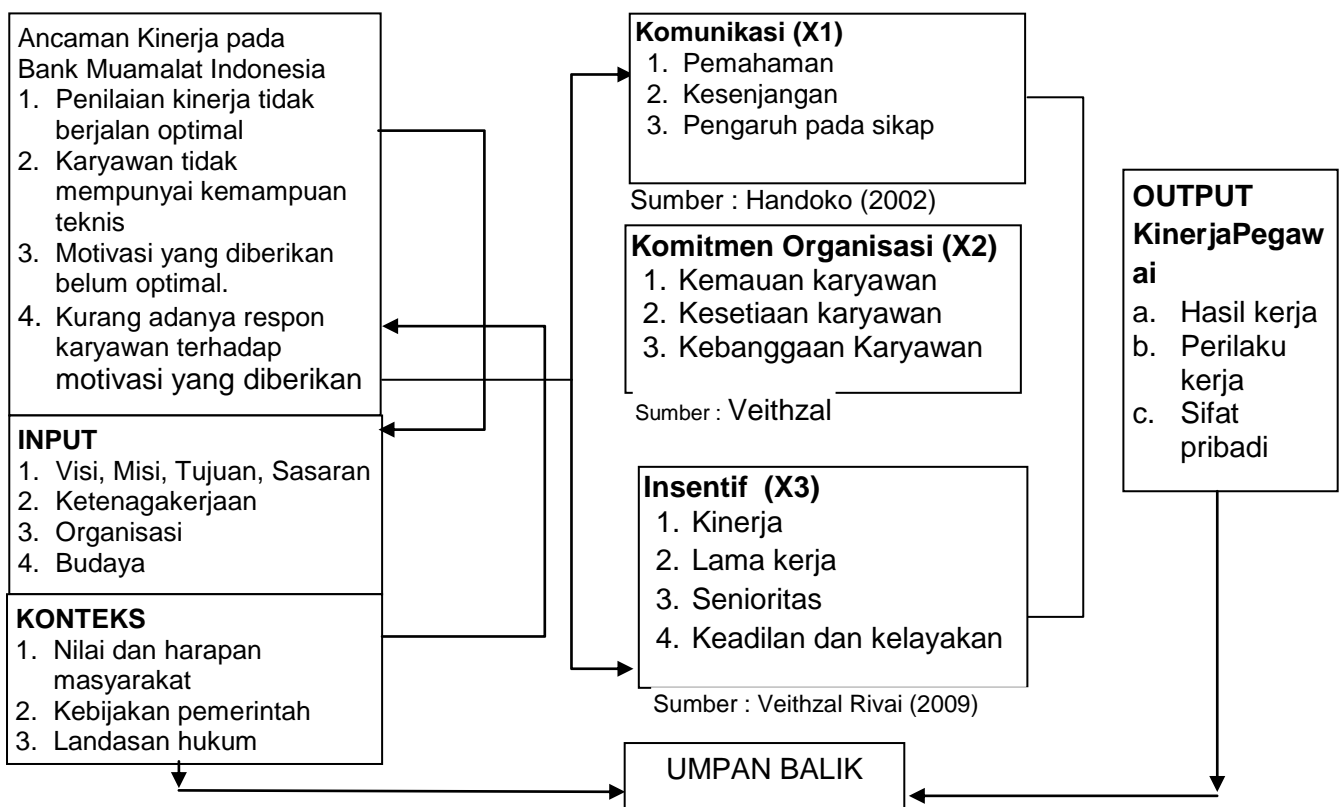 Ancaman Kinerja pada
Bank Muamalat Indonesia
1. Penilaian kinerja tidak
berjalan optimal
2. Karyawan tidak
mempunyai kemampuan
teknis
3. Motivasi yang diberikan
belum optimal.
4. Kurang adanya respon
karyawan terhadap
motivasi yang diberikan
INPUT
1. Visi, Misi, Tujuan, Sasaran
2. Ketenagakerjaan
3. Organisasi
4. Budaya
KONTEKS
1. Nilai dan harapan
masyarakat
2. Kebijakan pemerintah
3. Landasan hukum
Komunikasi (X1)
1. Pemahaman
2. Kesenjangan
3. Pengaruh pada sikap
Sumber : Handoko (2002)
Komitmen Organisasi (X2)
1. Kemauan karyawan
2. Kesetiaan karyawan
3. Kebanggaan Karyawan
Sumber : Veithzal
Insentif (X3)
1. Kinerja
2. Lama kerja
3. Senioritas
4. Keadilan dan kelayakan
Sumber : Veithzal Rivai (2009)
UMPAN BALIK
OUTPUT
KinerjaPegaw
ai
a. Hasil kerja
b. Perilaku
kerja
c. Sifat
pribadi